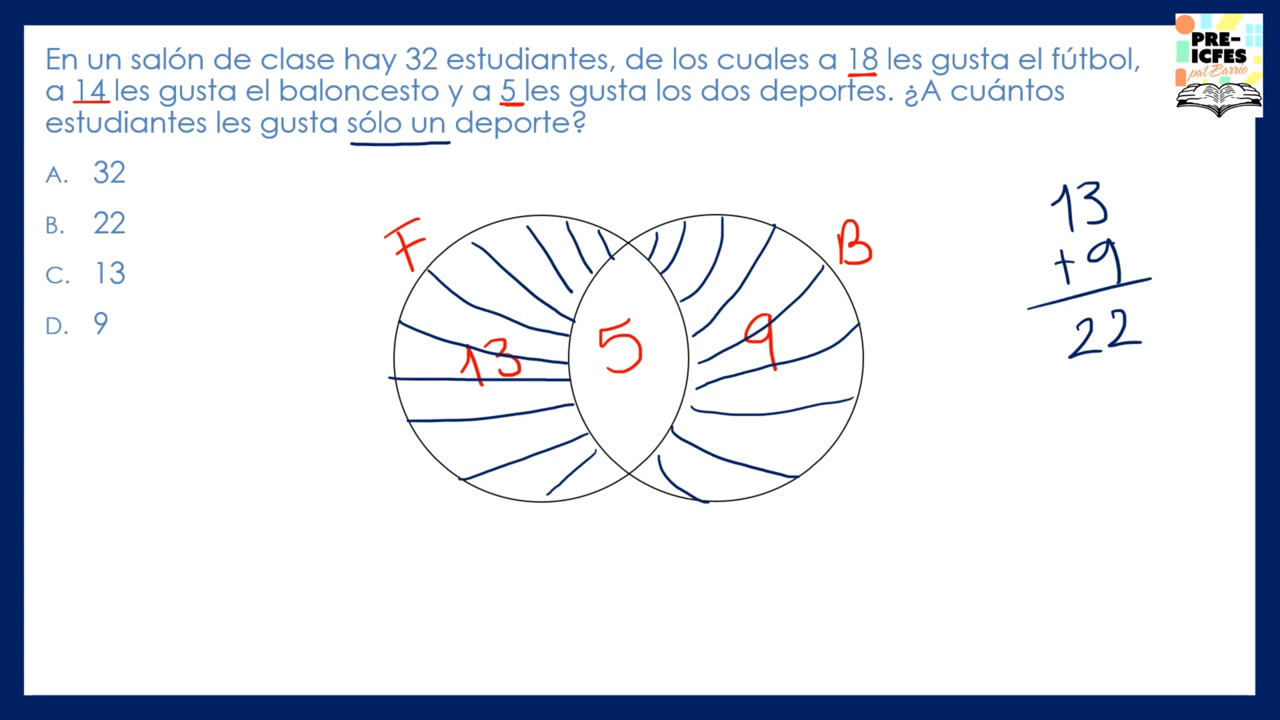 En un salón de clase hay 32 estudiantes, de los cuales a 18 les gusta el fútbol,
a 14 les gusta el baloncesto y a 5 les gusta los dos deportes. ¿A cuántos
estudiantes les gusta sólo un deporte?
A. 32
B. 22
C. 13
D. 9
PRE-
ICFES
pa'l Barrio
F
B
13
5
9
13
+9
22